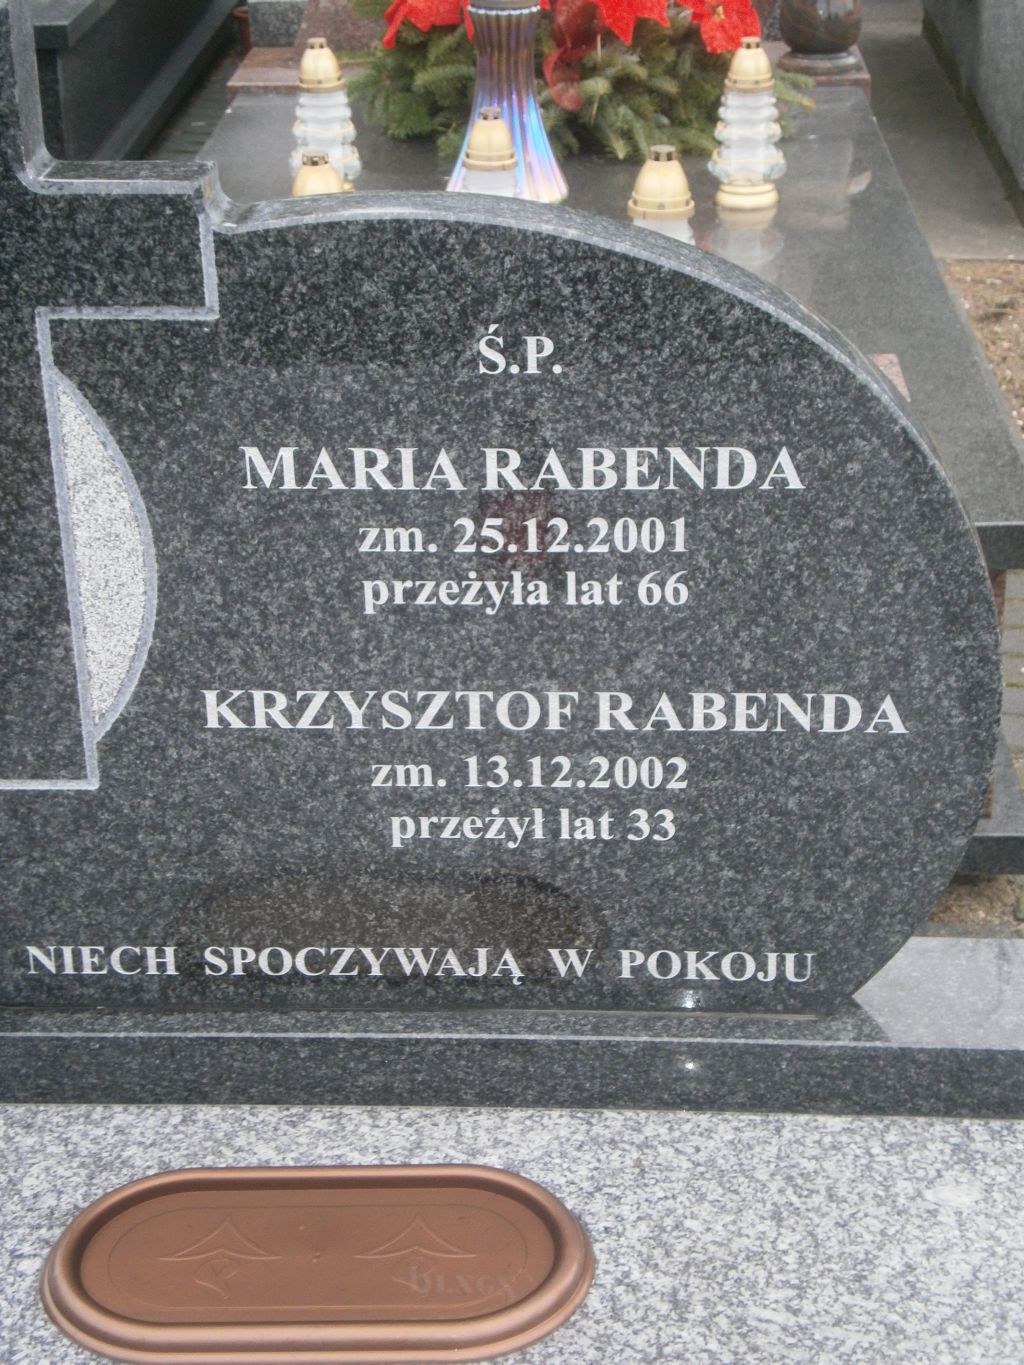 Ś.P.
MARIA RABENDA
zm. 25.12.2001
przeżyła lat 66
KRZYSZTOF RABENDA
zm. 13.12.2002
przeżył lat 33
NIECH SPOCZYWAJĄ W POKOJU